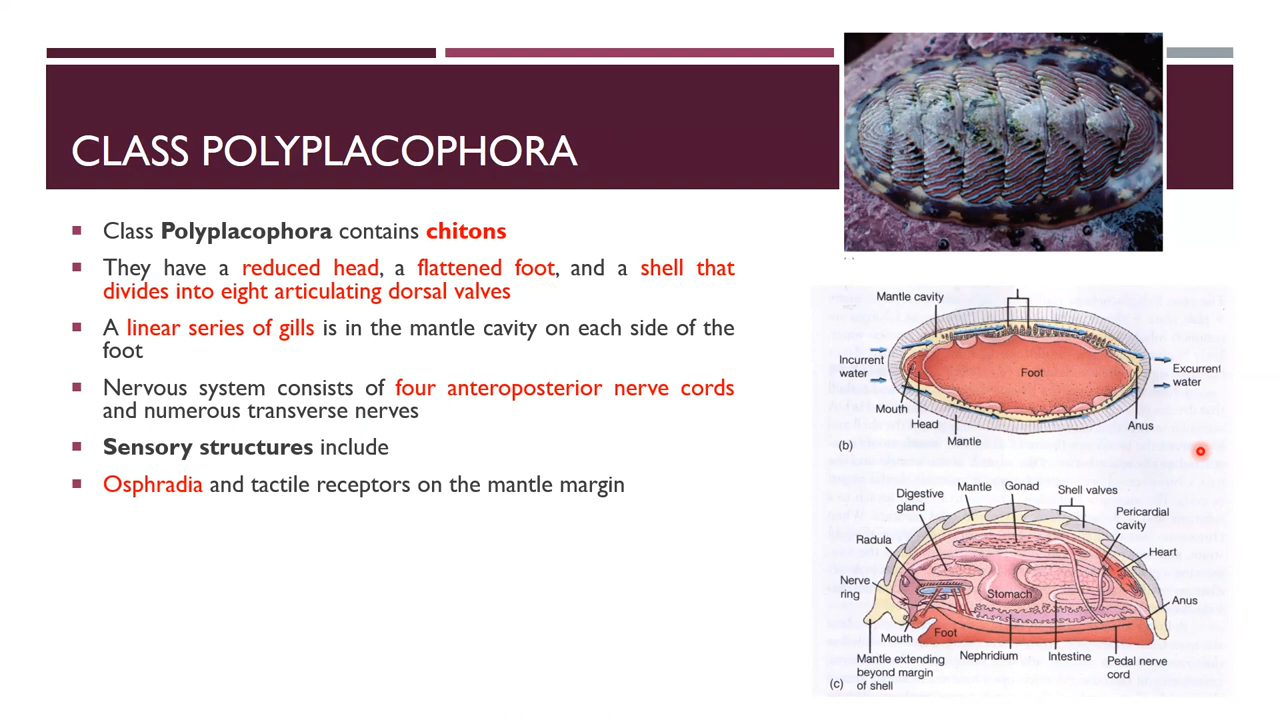 CLASS POLYPLACOPHORA
Class Polyplacophora contains chitons
They have a reduced head, a flattened foot, and a shell that
divides into eight articulating dorsal valves
A linear series of gills is in the mantle cavity on each side of the
foot
Nervous system consists of four anteroposterior nerve cords
and numerous transverse nerves
Sensory structures include
Osphradia and tactile receptors on the mantle margin
Mantle cavity
Incurrent
water
Foot
Excurrent
water
Mouth
Head
Mantle
Anus
(b)
Digestive
gland
Mantle
Gonad
Shell valves
Pericardial
cavity
Radula
Heart
Nerve
ring
Stomach
Anus
Mouth
Foot
Nephridium
Intestine
Pedal nerve
cord
Mantle extending
beyond margin
of shell
(c)